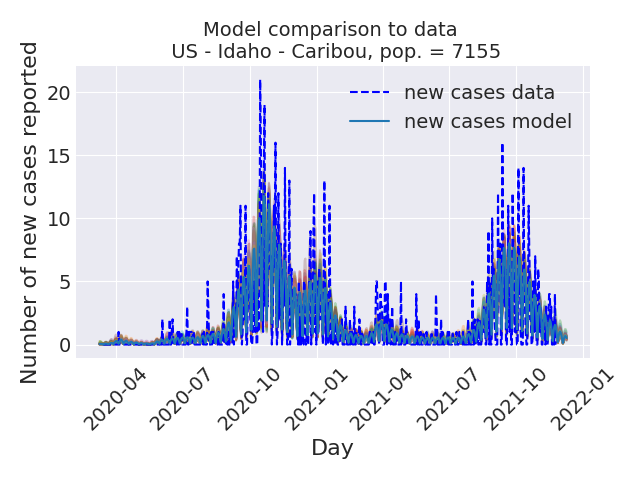 Model comparison to data
US - Idaho - Caribou, pop. = 7155
Number of new cases reported
20
15
10
5
0
new cases data
new cases model
2020-04
2020-07
2020-10
2021-01
2021-04
2021-07
2021-10
2022-01
Day